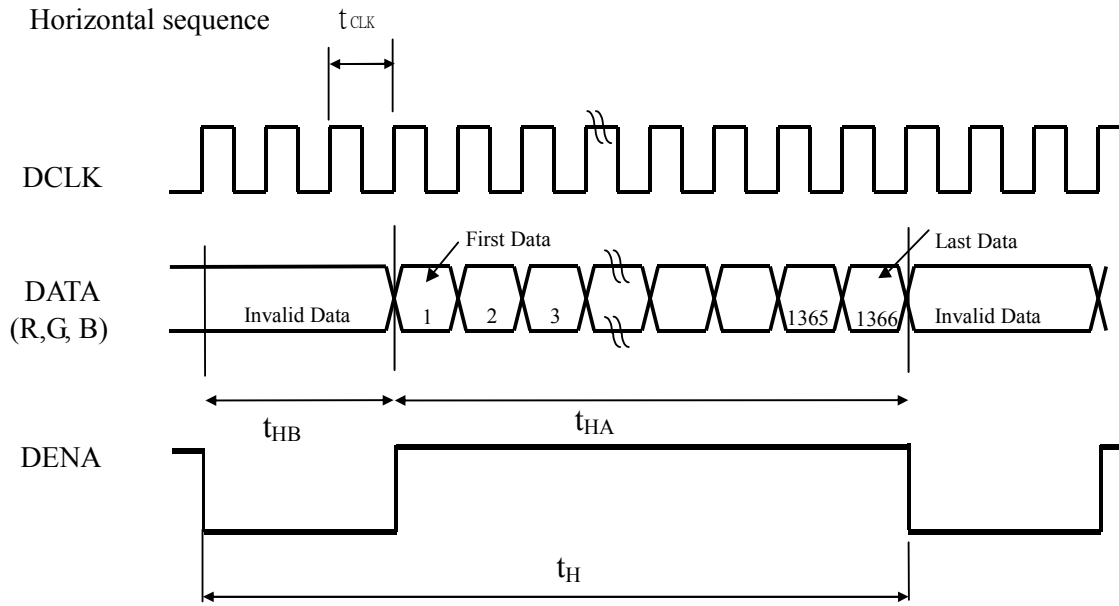 Horizontal sequence
tCLK
DCLK
First Data
Last Data
DATA
(R,G, B)
Invalid Data
1
2
3
1365
1366
Invalid Data
tHB
tHA
DENA
tH